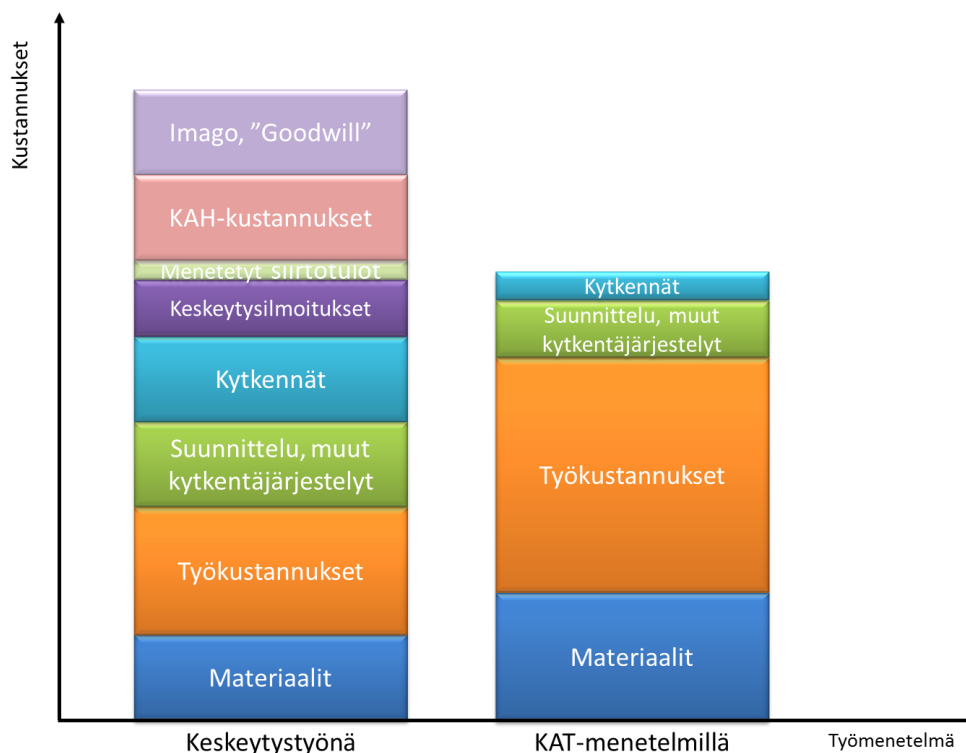 Kustannukset
Imago, ”Goodwill”
KAH-kustannukset
Menetetyt siirtotulot
Keskeytysilmoitukset
Kytkennät
Suunnittelu, muut
kytkentäjärjestelyt
Työkustannukset
Materiaalit
Keskeytystyönä
Kytkennät
Suunnittelu, muut
kytkentäjärjestelyt
Työkustannukset
Materiaalit
KAT-menetelmillä
Työmenetelmä